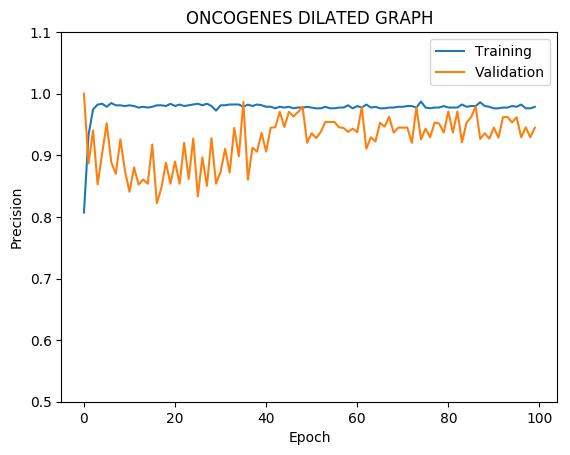 ONCOGENES DILATED GRAPH
Training
Validation
1.1
1.0
0.9
0.8
0.7
0.6
0.5
Precision
0 20 40 60 80 100
Epoch